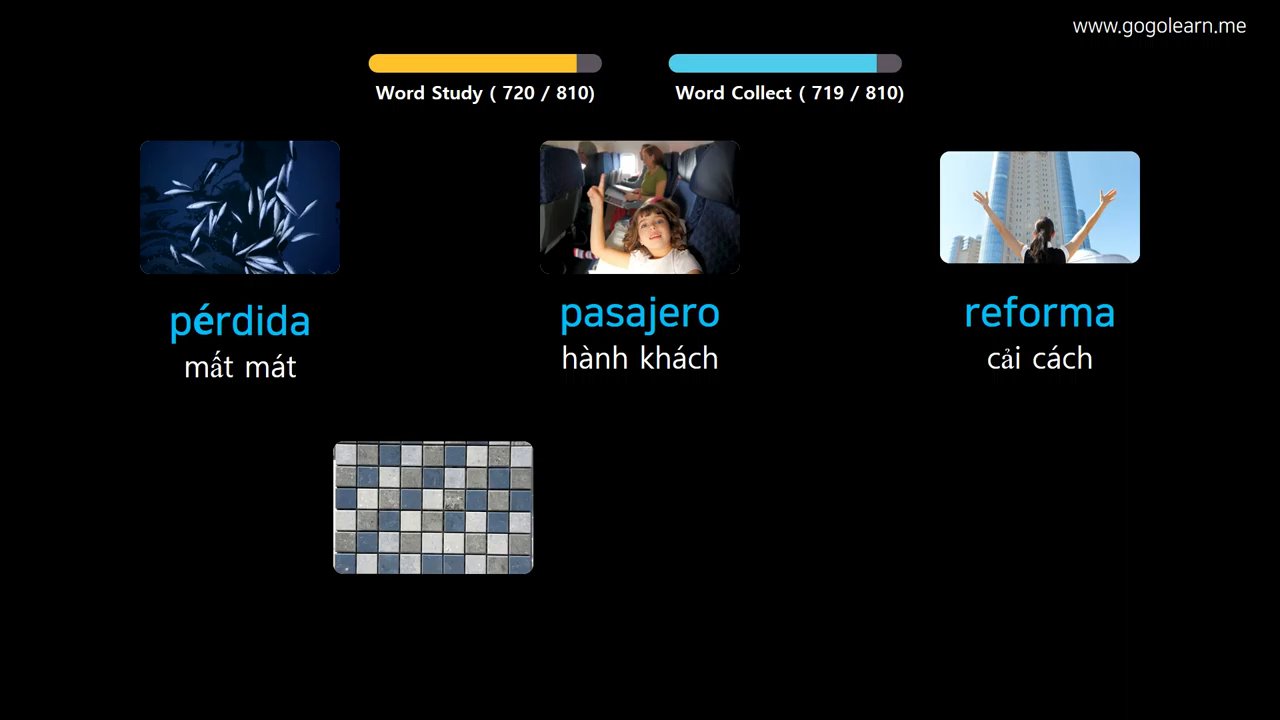 www.gogolearn.me
Word Study ( 720 / 810)
Word Collect ( 719 / 810)
pérdida
mất mát
pasajero
hành khách
reforma
cải cách